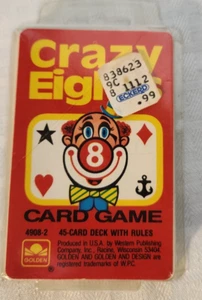 Crazy
Eights
838623
9C
8 1112
ECKERD
.99
8
CARD GAME
4908-2 45-CARD DECK WITH RULES
Produced in U.S.A. by Western Publishing
Company, Inc., Racine, Wisconsin 53404.
GOLDEN AND GOLDEN AND DESIGN are
registered trademarks of W.P.C.
GOLDEN